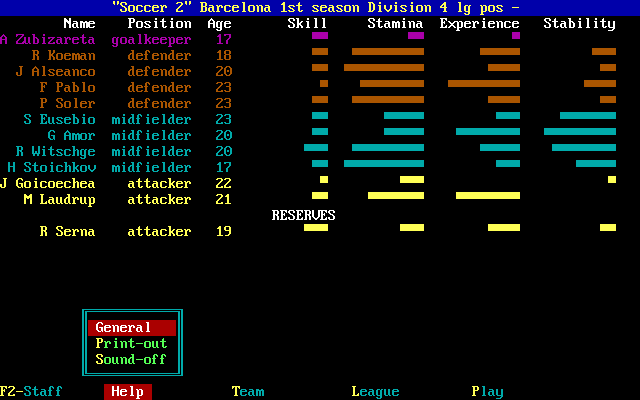 "Soccer 2" Barcelona 1st season Division 4 lg pos -
Name Position Age Skill Stamina Experience Stability
A Zubizareta goalkeeper 17
R Koeman defender 18
J Alseanco defender 20
F Pablo defender 23
P Soler defender 23
S Eusebio midfielder 23
G Amor midfielder 20
R Witschge midfielder 20
H Stoichkov midfielder 17
J Goicoechea attacker 22
M Laudrup attacker 21
RESERVES
R Serna attacker 19
General
Print-out
Sound-off
F2-Staff Help Team League Play